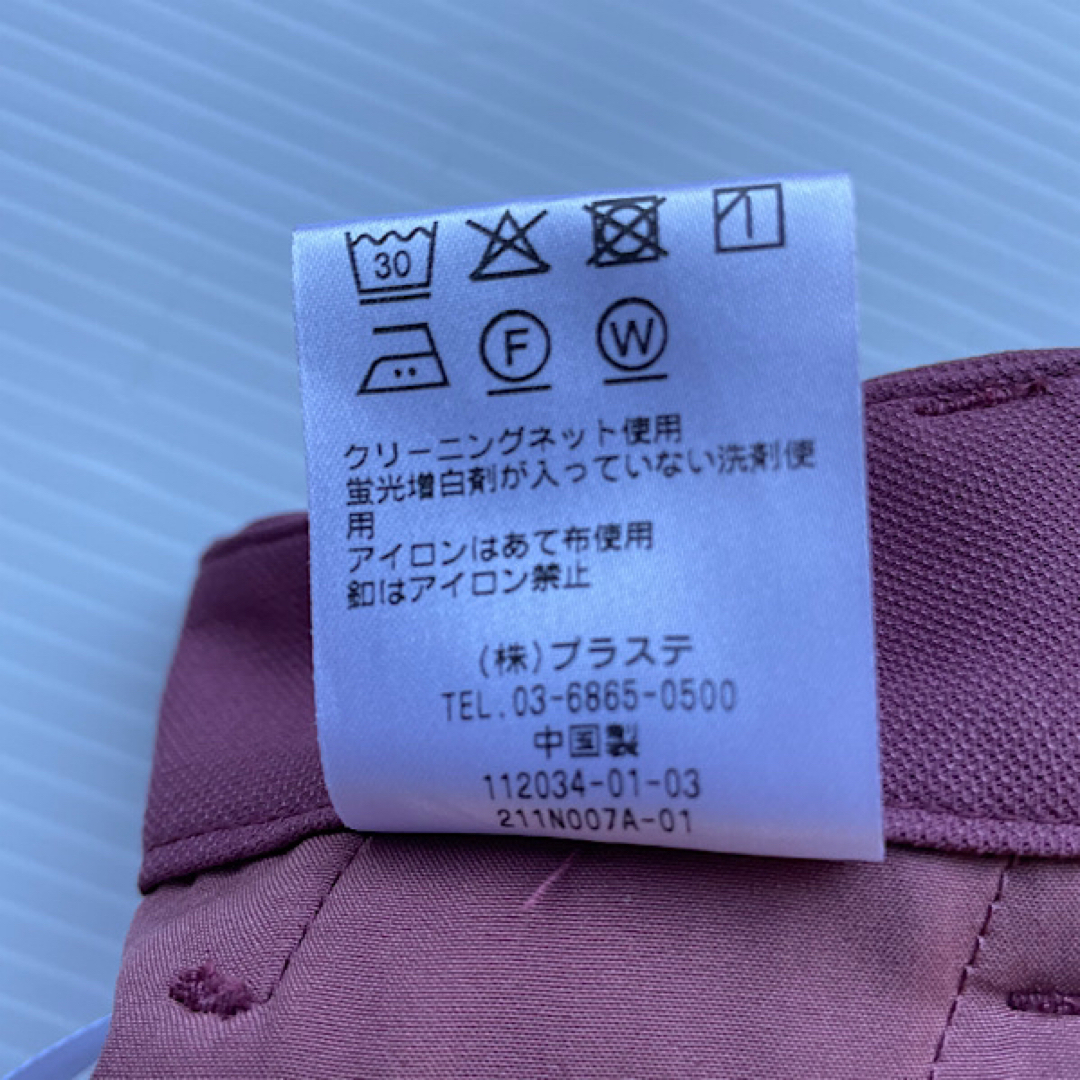 30
F W
クリーニングネット使用
蛍光増白剤が入っていない洗剤使
用
アイロンはあて布使用
釦はアイロン禁止
(株)プラステ
TEL.03-6865-0500
中国製
112034-01-03
211N007A-01